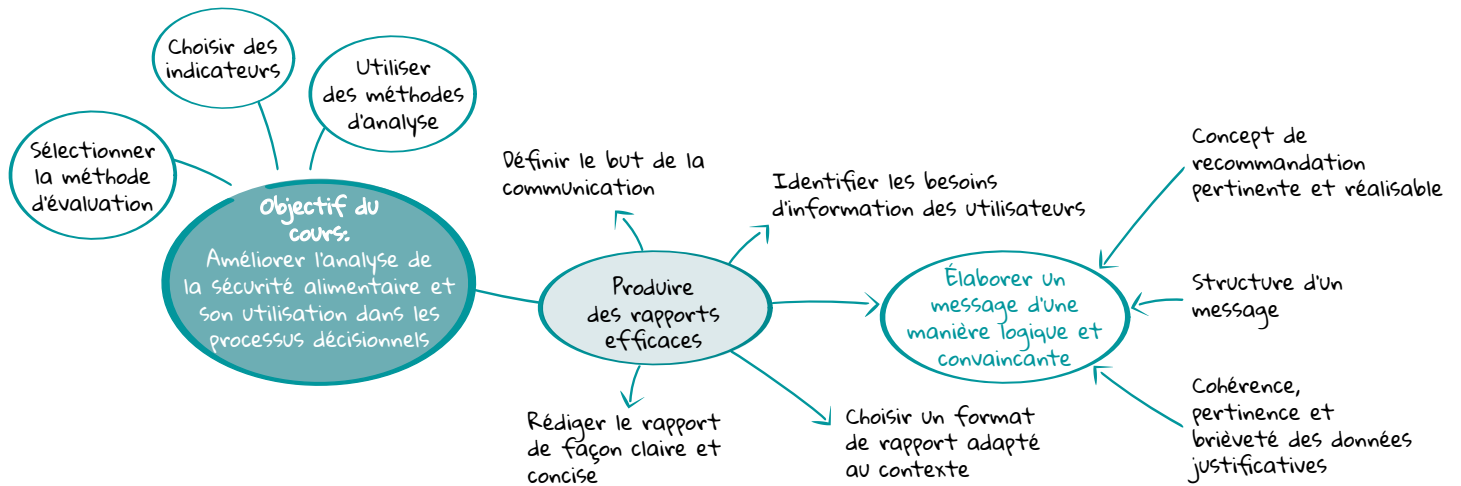 Choisir des
indicateurs
Utiliser
des méthodes
d'analyse
Sélectionner
la méthode
d'évaluation
Objectif du
cours:
Améliorer l'analyse de
la sécurité alimentaire et
son utilisation dans les
processus décisionnels
Définir le but de la
communication
Identifier les besoins
d'information des utilisateurs
Produire
des rapports
efficaces
Rédiger le rapport
de façon claire et
concise
Choisir un format
de rapport adapté
au contexte
Élaborer un
message d'une
manière logique et
convaincante
Concept de
recommandation
pertinente et réalisable
Structure d'un
message
Cohérence,
pertinence et
brièveté des données
justificatives